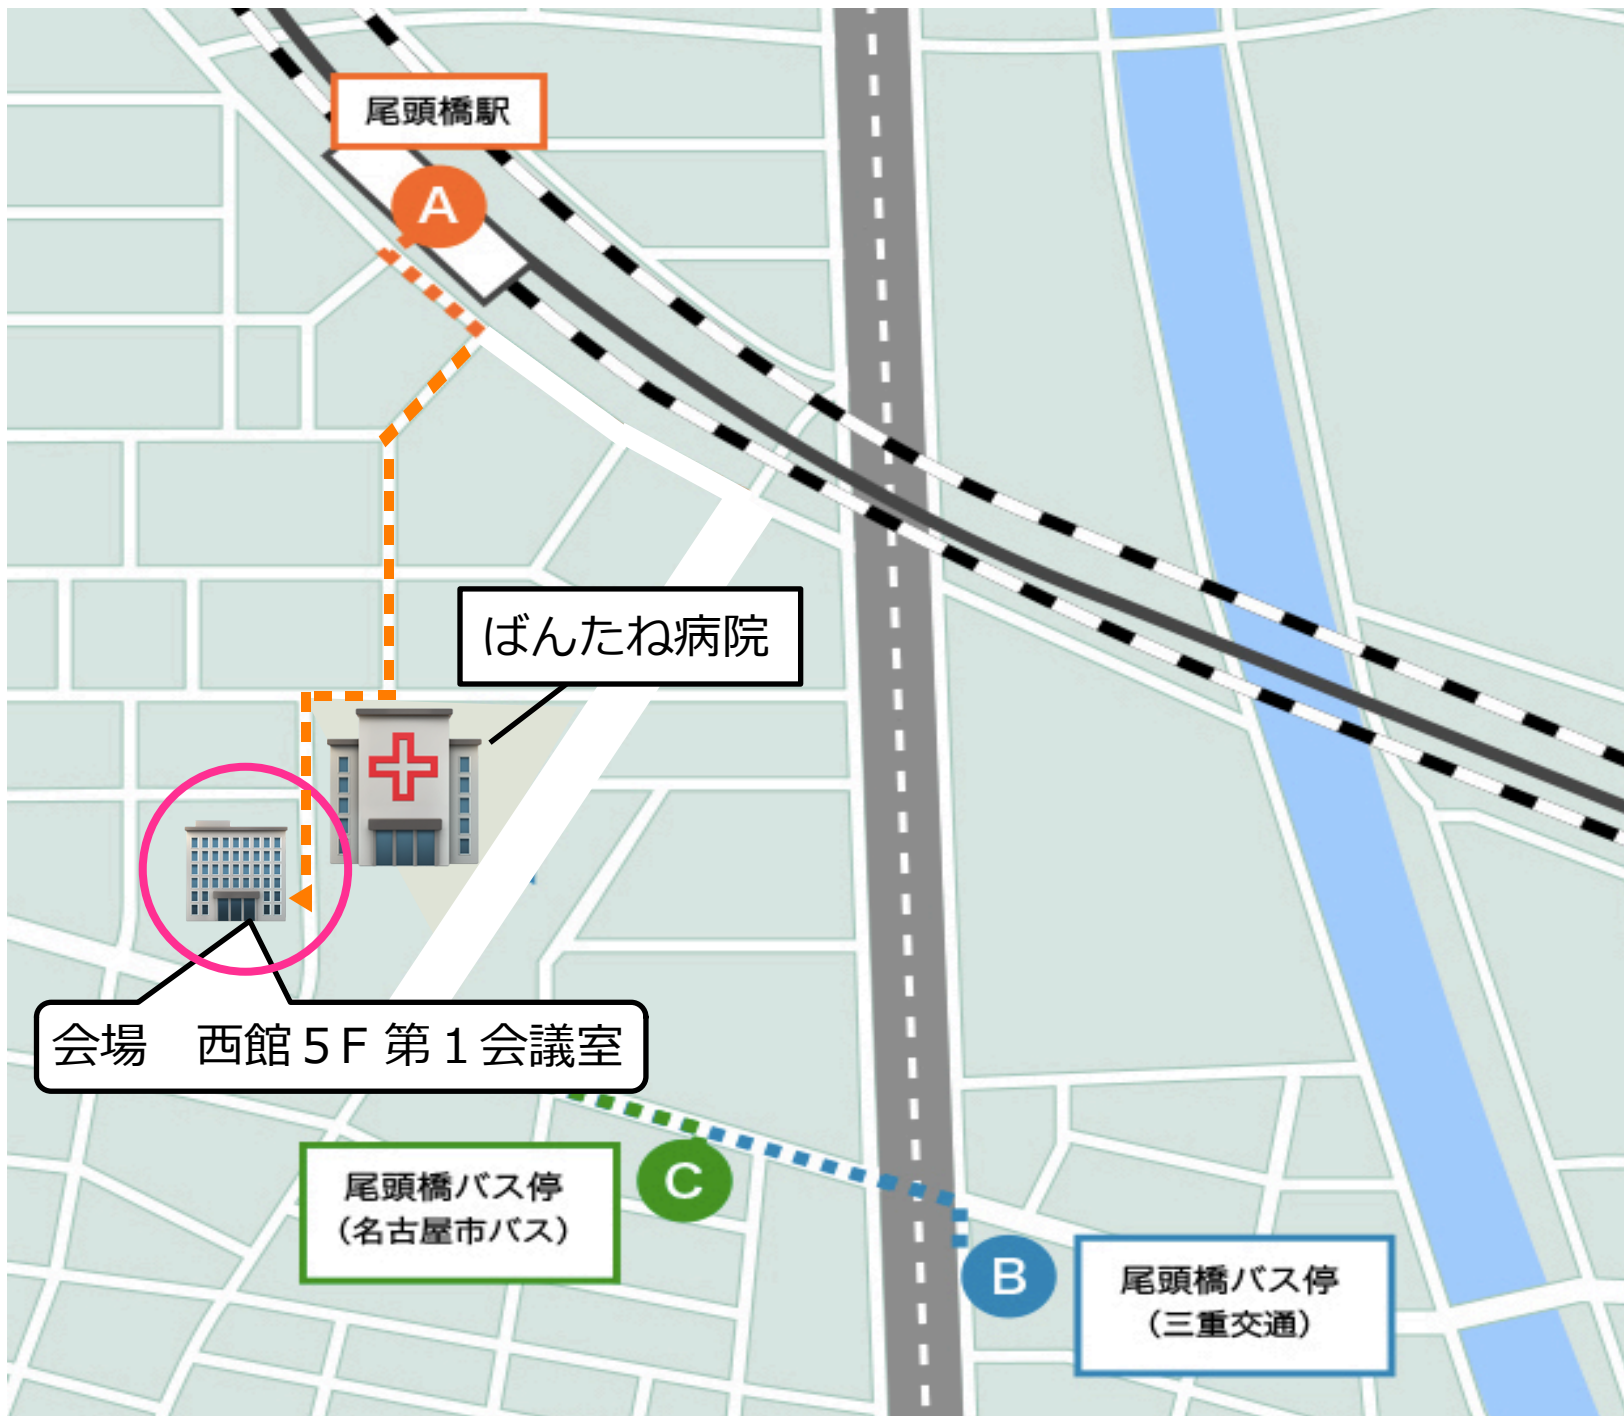 尾頭橋駅
A
ばんたね病院
会場　西館５F 第１会議室
C
尾頭橋バス停
（名古屋市バス）
B
尾頭橋バス停
（三重交通）